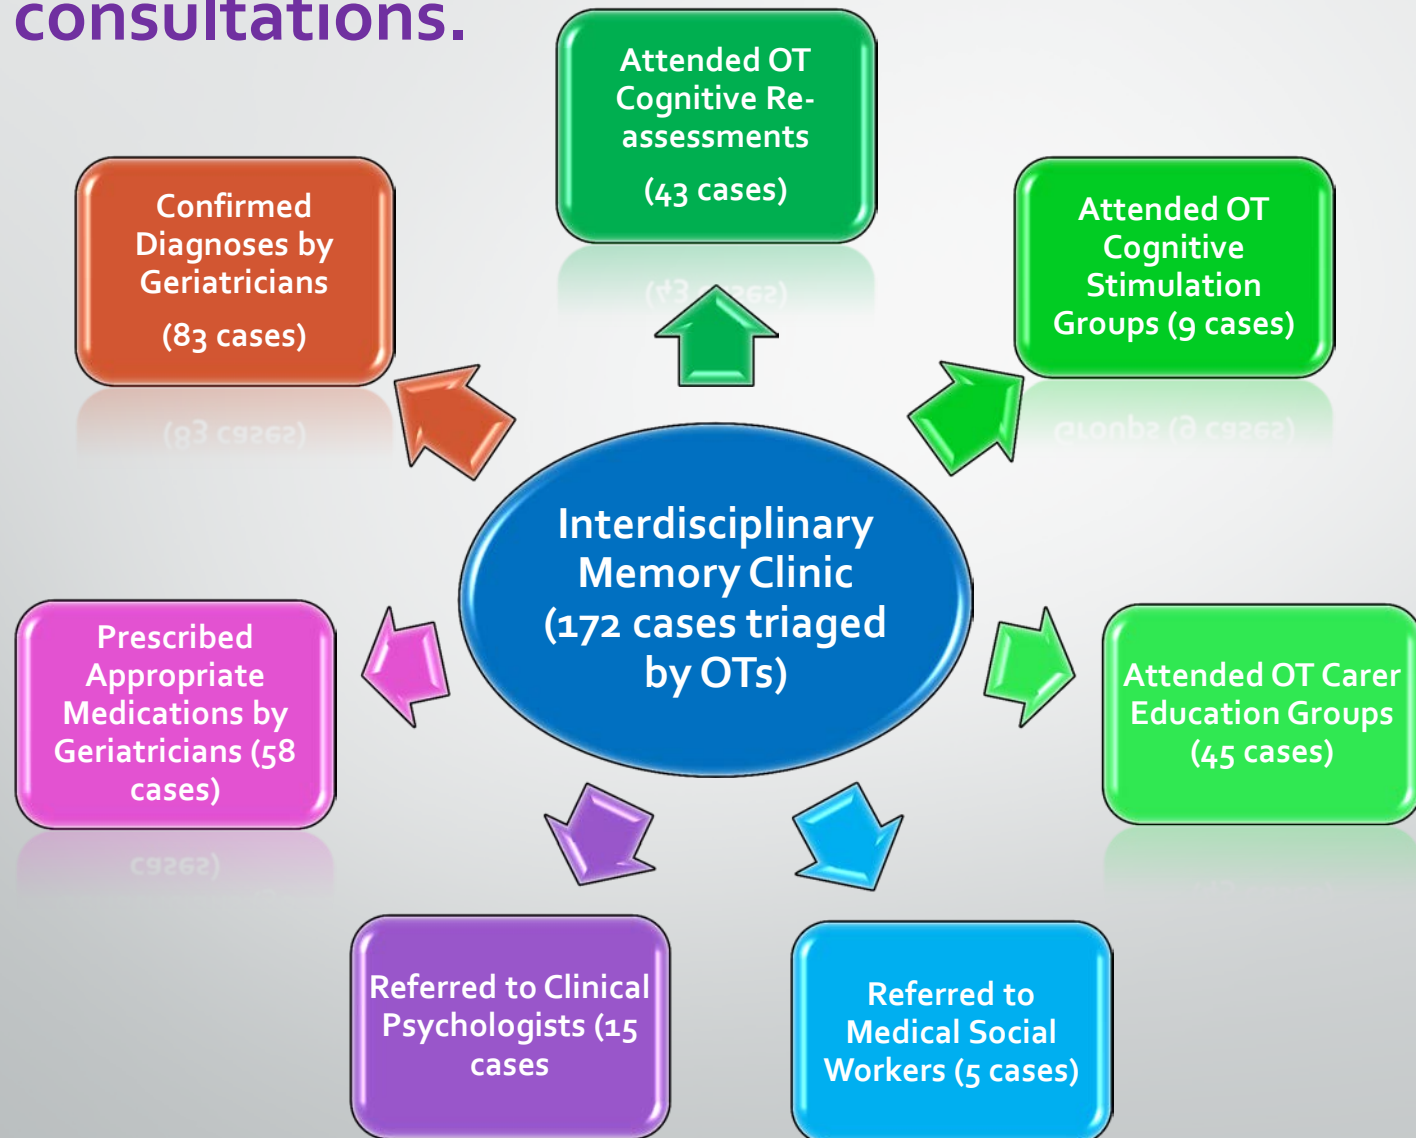 consultations.
Attended OT
Cognitive Re-
assessments
(43 cases)
Confirmed
Diagnoses by
Geriatricians
(83 cases)
Attended OT
Cognitive
Stimulation
Groups (9 cases)
Interdisciplinary
Memory Clinic
(172 cases triaged
by OTs)
Prescribed
Appropriate
Medications by
Geriatricians (58
cases)
Attended OT Carer
Education Groups
(45 cases)
Referred to Clinical
Psychologists (15
cases
Referred to
Medical Social
Workers (5 cases)